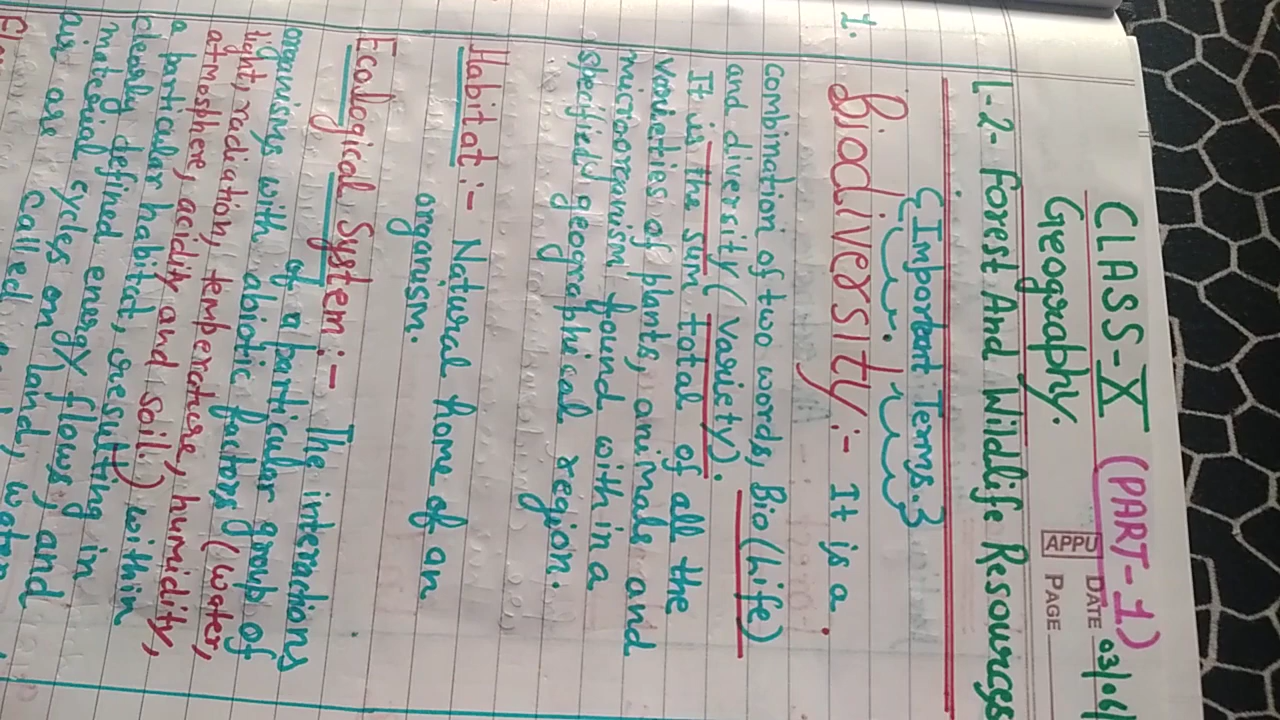 CLASS-X (PART-1)
DATE 03/06/
Geography.
APPU PAGE
L-2- Forest And Wildlife Resources
{Important Terms.}
1. Biodiversity:- It is a
combination of two words, Bio(Life)
and diversity(Variety).
It is the sum total of all the
varieties of plants, animals and
microorganism found with in a
specified geographical region.
Habitat:- Natural home of an
organism.
Ecological System:- The interactions
of a particular group of
organisms with abiotic factors (water,
light, radiation, temperature, humidity,
atmosphere, acidity and soil.) within
a particular habitat, resulting in
clearly defined energy flows, and
material cycles on land, water,
air are called